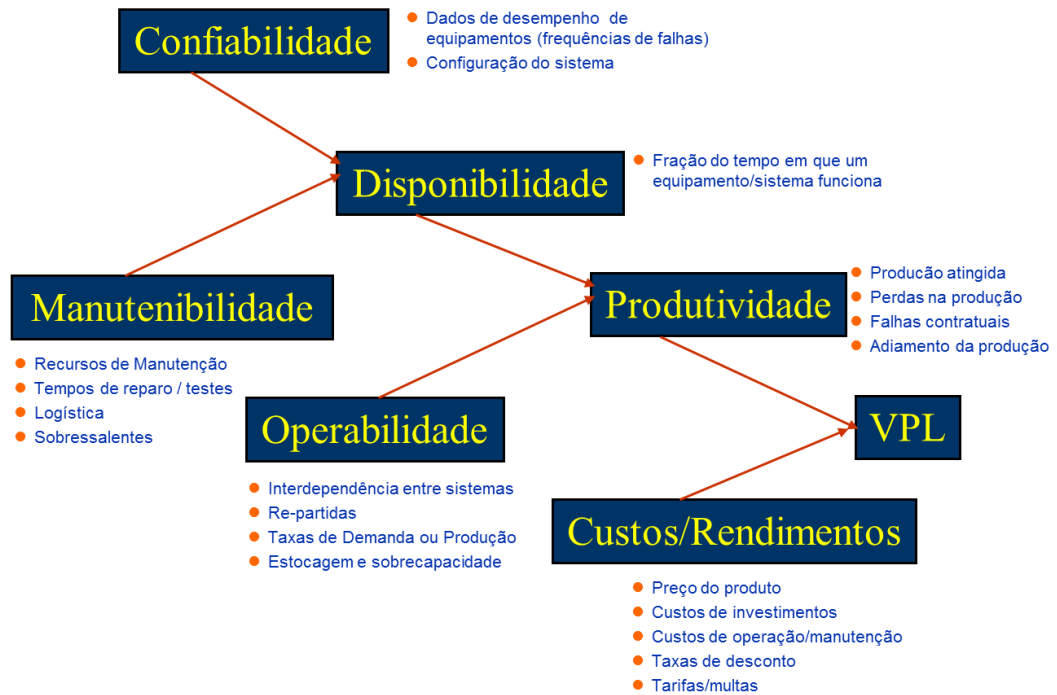 Confiabilidade
Dados de desempenho de
equipamentos (frequências de falhas)
Configuração do sistema
Disponibilidade
Fração do tempo em que um
equipamento/sistema funciona
Manutenibilidade
Recursos de Manutenção
Tempos de reparo / testes
Logística
Sobressalentes
Produtividade
Producão atingida
Perdas na produção
Falhas contratuais
Adiamento da produção
Operabilidade
Interdependência entre sistemas
Re-partidas
Taxas de Demanda ou Produção
Estocagem e sobrecapacidade
VPL
Custos/Rendimentos
Preço do produto
Custos de investimentos
Custos de operação/manutenção
Taxas de desconto
Tarifas/multas